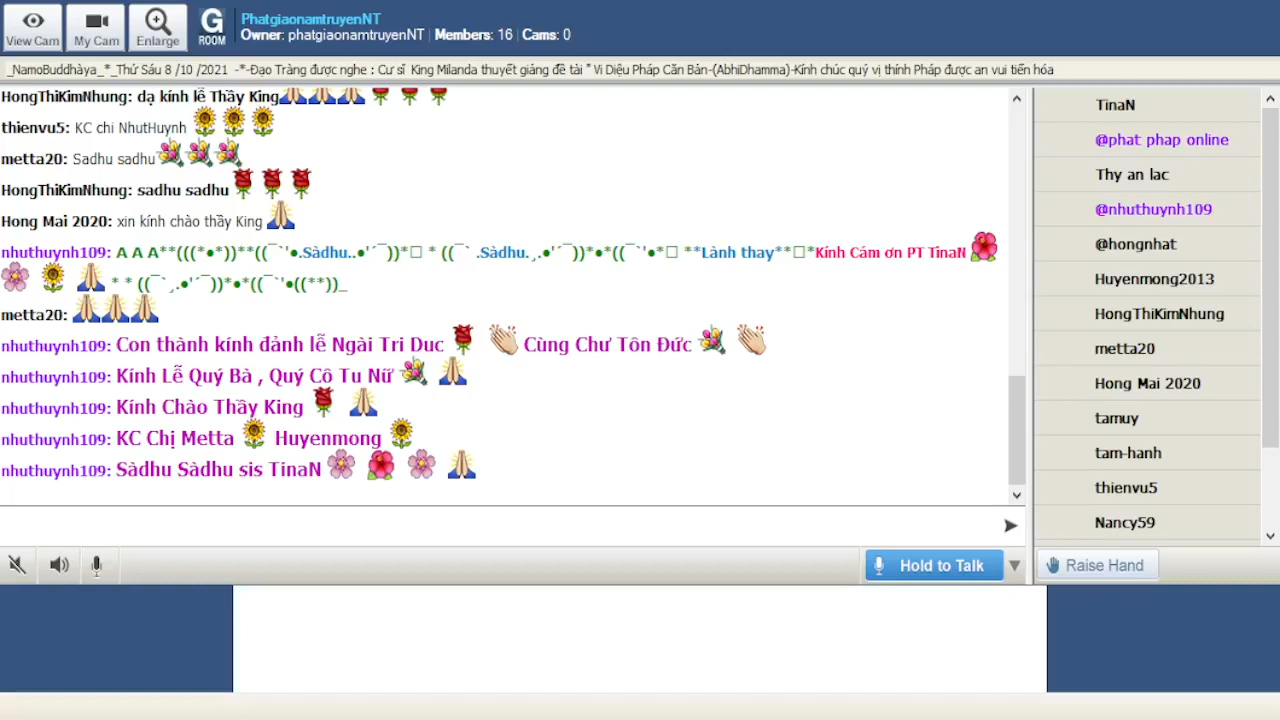 View Cam
My Cam
Enlarge
G
ROOM
PhatgiaonamtruyenNT
Owner: phatgiaonamtruyenNT | Members: 16 | Cams: 0
_NamoBuddhàya_*_Thứ Sáu 8 /10 /2021 -*-Đạo Tràng được nghe : Cư sĩ King Milanda thuyết giảng đề tài " Vi Diệu Pháp Căn Bản-(AbhiDhamma)-Kính chúc quý vị thính Pháp được an vui tiến hóa
HongThiKimNhung: dạ kính lễ Thầy King🙏🙏🙏🌹🌹🌹
thienvu5: KC chi NhutHuynh 🌻🌻🌻
metta20: Sadhu sadhu💐💐💐
HongThiKimNhung: sadhu sadhu🌹🌹🌹
Hong Mai 2020: xin kính chào thầy King 🙏
nhuthuynh109: A A A**(((*•*))**((¯`'•.Sàdhu..•'´¯))*□ * ((¯` .Sàdhu.¸.•'´¯))*•*((¯`'•*□ **Lành thay**□*Kính Cám ơn PT TinaN🌺
🌸 🌻 🙏 * * ((¯`¸.•'´¯))*•*((¯`'•((**))_
metta20: 🙏🙏🙏
nhuthuynh109: Con thành kính đảnh lễ Ngài Tri Duc🌹 👏Cùng Chư Tôn Đức💐 👏
nhuthuynh109: Kính Lễ Quý Bà , Quý Cô Tu Nữ💐 🙏
nhuthuynh109: Kính Chào Thầy King🌹 🙏
nhuthuynh109: KC Chị Metta🌻 Huyenmong🌻
nhuthuynh109: Sàdhu Sàdhu sis TinaN🌸 🌺 🌸 🙏
Hold to Talk
TinaN
@phat phap online
Thy an lac
@nhuthuynh109
@hongnhat
Huyenmong2013
HongThiKimNhung
metta20
Hong Mai 2020
tamuy
tam-hanh
thienvu5
Nancy59
Raise Hand